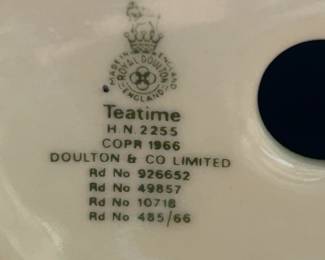 MADE IN ENGLAND
ROYAL DOULTON
ENGLAND
Teatime
H.N. 2255
COPR 1966
DOULTON & CO LIMITED
Rd No 926652
Rd No 49857
Rd No 10718
Rd No 485/66